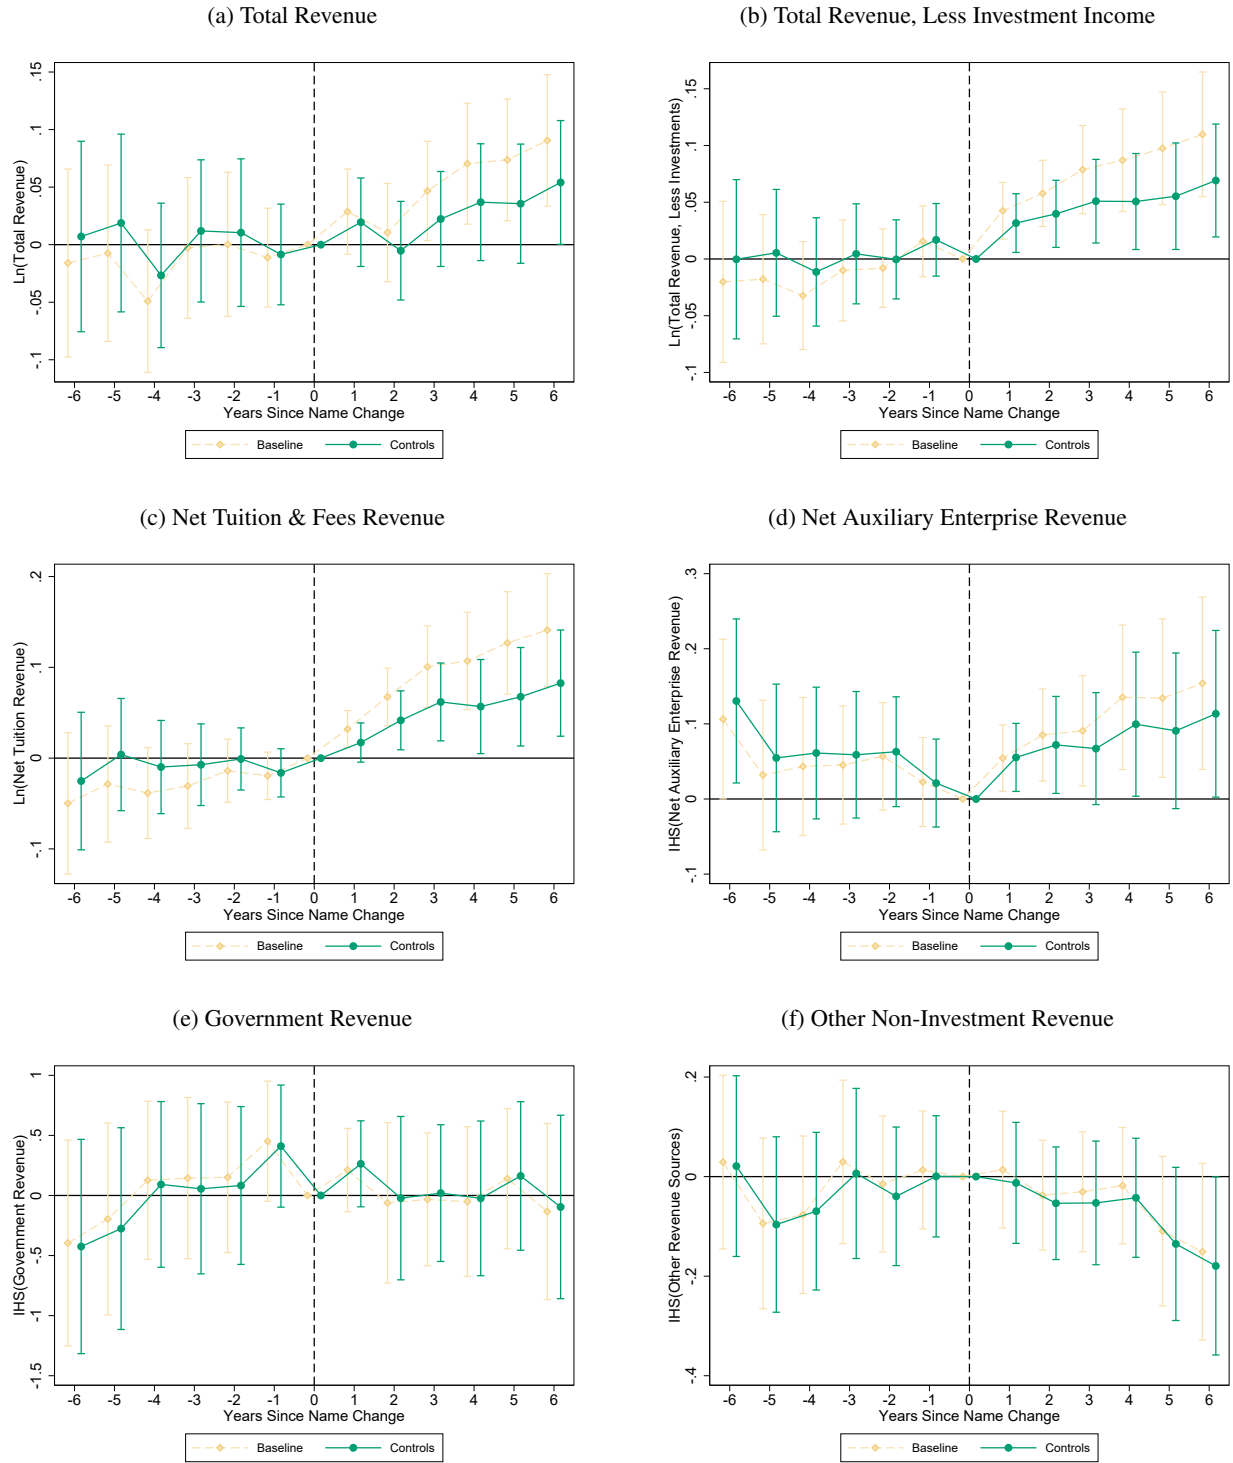 (a) Total Revenue
Ln(Total Revenue)
.15
.1
.05
0
-.05
-.1
-6 -5 -4 -3 -2 -1 0 1 2 3 4 5 6
Years Since Name Change
Baseline Controls
(b) Total Revenue, Less Investment Income
Ln(Total Revenue, Less Investments)
.15
.1
.05
0
-.05
-.1
-6 -5 -4 -3 -2 -1 0 1 2 3 4 5 6
Years Since Name Change
Baseline Controls
(c) Net Tuition & Fees Revenue
Ln(Net Tuition Revenue)
.2
.1
0
-.1
-6 -5 -4 -3 -2 -1 0 1 2 3 4 5 6
Years Since Name Change
Baseline Controls
(d) Net Auxiliary Enterprise Revenue
IHS(Net Auxiliary Enterprise Revenue)
.3
.2
.1
0
-.1
-6 -5 -4 -3 -2 -1 0 1 2 3 4 5 6
Years Since Name Change
Baseline Controls
(e) Government Revenue
IHS(Government Revenue)
1
.5
0
-.5
-1
-1.5
-6 -5 -4 -3 -2 -1 0 1 2 3 4 5 6
Years Since Name Change
Baseline Controls
(f) Other Non-Investment Revenue
IHS(Other Revenue Sources)
.2
0
-.2
-.4
-6 -5 -4 -3 -2 -1 0 1 2 3 4 5 6
Years Since Name Change
Baseline Controls